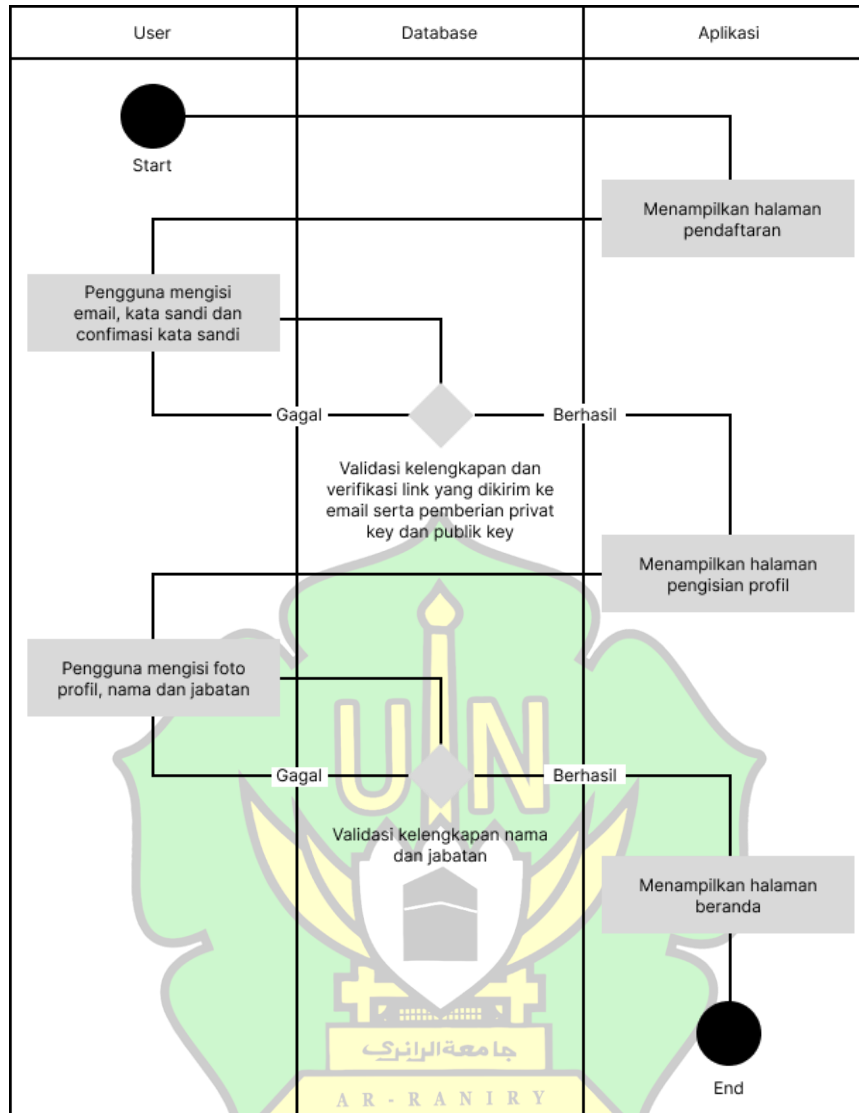 User
Database
Aplikasi
Start
Menampilkan halaman
pendaftaran
Pengguna mengisi
email, kata sandi dan
confimasi kata sandi
Gagal
Berhasil
Validasi kelengkapan dan
verifikasi link yang dikirim ke
email serta pemberian privat
key dan publik key
Menampilkan halaman
pengisian profil
Pengguna mengisi foto
profil, nama dan jabatan
UIN
Gagal
Berhasil
Validasi kelengkapan nama
dan jabatan
Menampilkan halaman
beranda
جامعة الرانري
AR-RANIRY
End